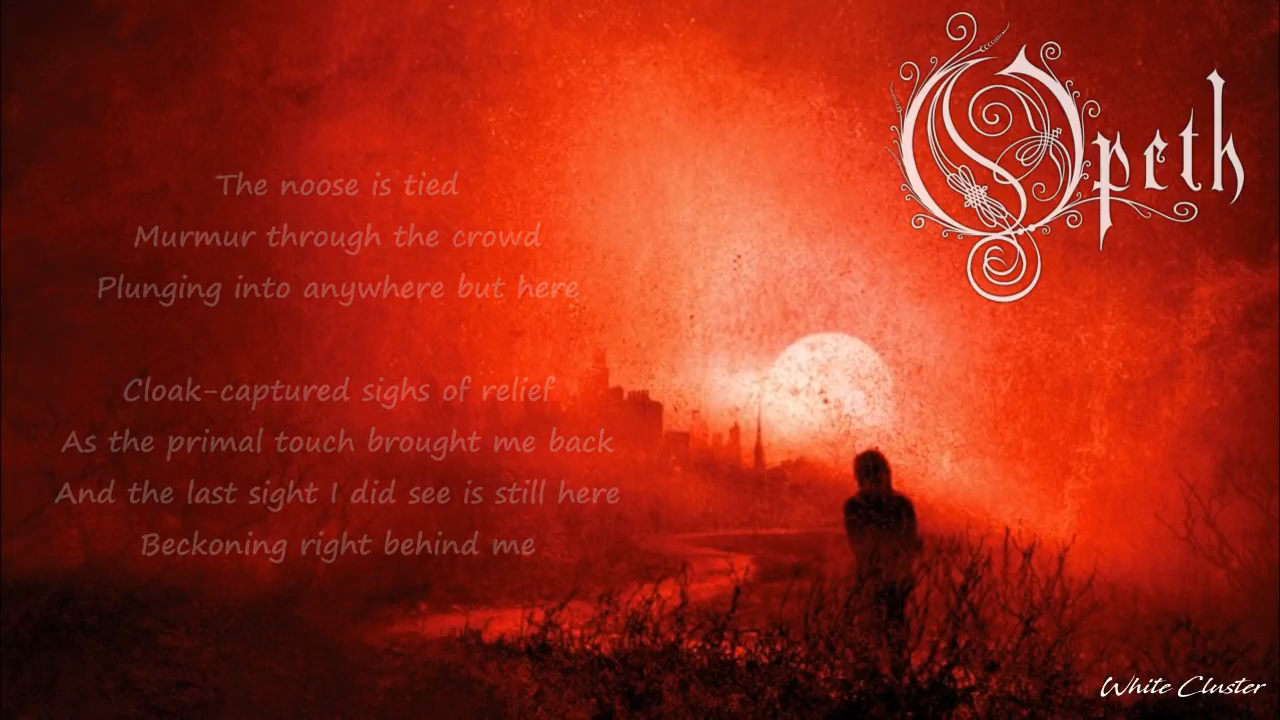 Opeth
The noose is tied
Murmur through the crowd
Plunging into anywhere but here
Cloak-captured sighs of relief
As the primal touch brought me back
And the last sight I did see is still here
Beckoning right behind me
White Cluster